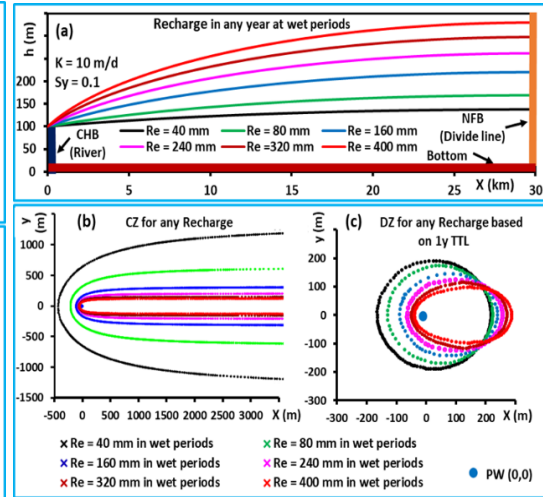 Recharge in any year at wet periods
(a)
h (m)
200
150
100
50
0
K = 10 m/d
Sy = 0.1
CHB
(River)
NFB
(Divide line)
Re = 40 mm
Re = 80 mm
Re = 160 mm
Re = 240 mm
Re =320 mm
Re = 400 mm
Bottom
0 5 10 15 20 25 30
X (km)
(b) CZ for any Recharge
y (m)
1000
500
0
-500
-1000
-1500
-500 0 500 1000 1500 2000 2500 3000
X (m)
(c) DZ for any Recharge based
on 1y TTL
y (m)
300
200
100
0
-100
-200
-300
-300 -200 -100 0 100 200 300
X (m)
Re = 40 mm in wet periods
Re = 80 mm in wet periods
Re = 160 mm in wet periods
Re = 240 mm in wet periods
Re = 320 mm in wet periods
Re = 400 mm in wet periods
PW (0,0)